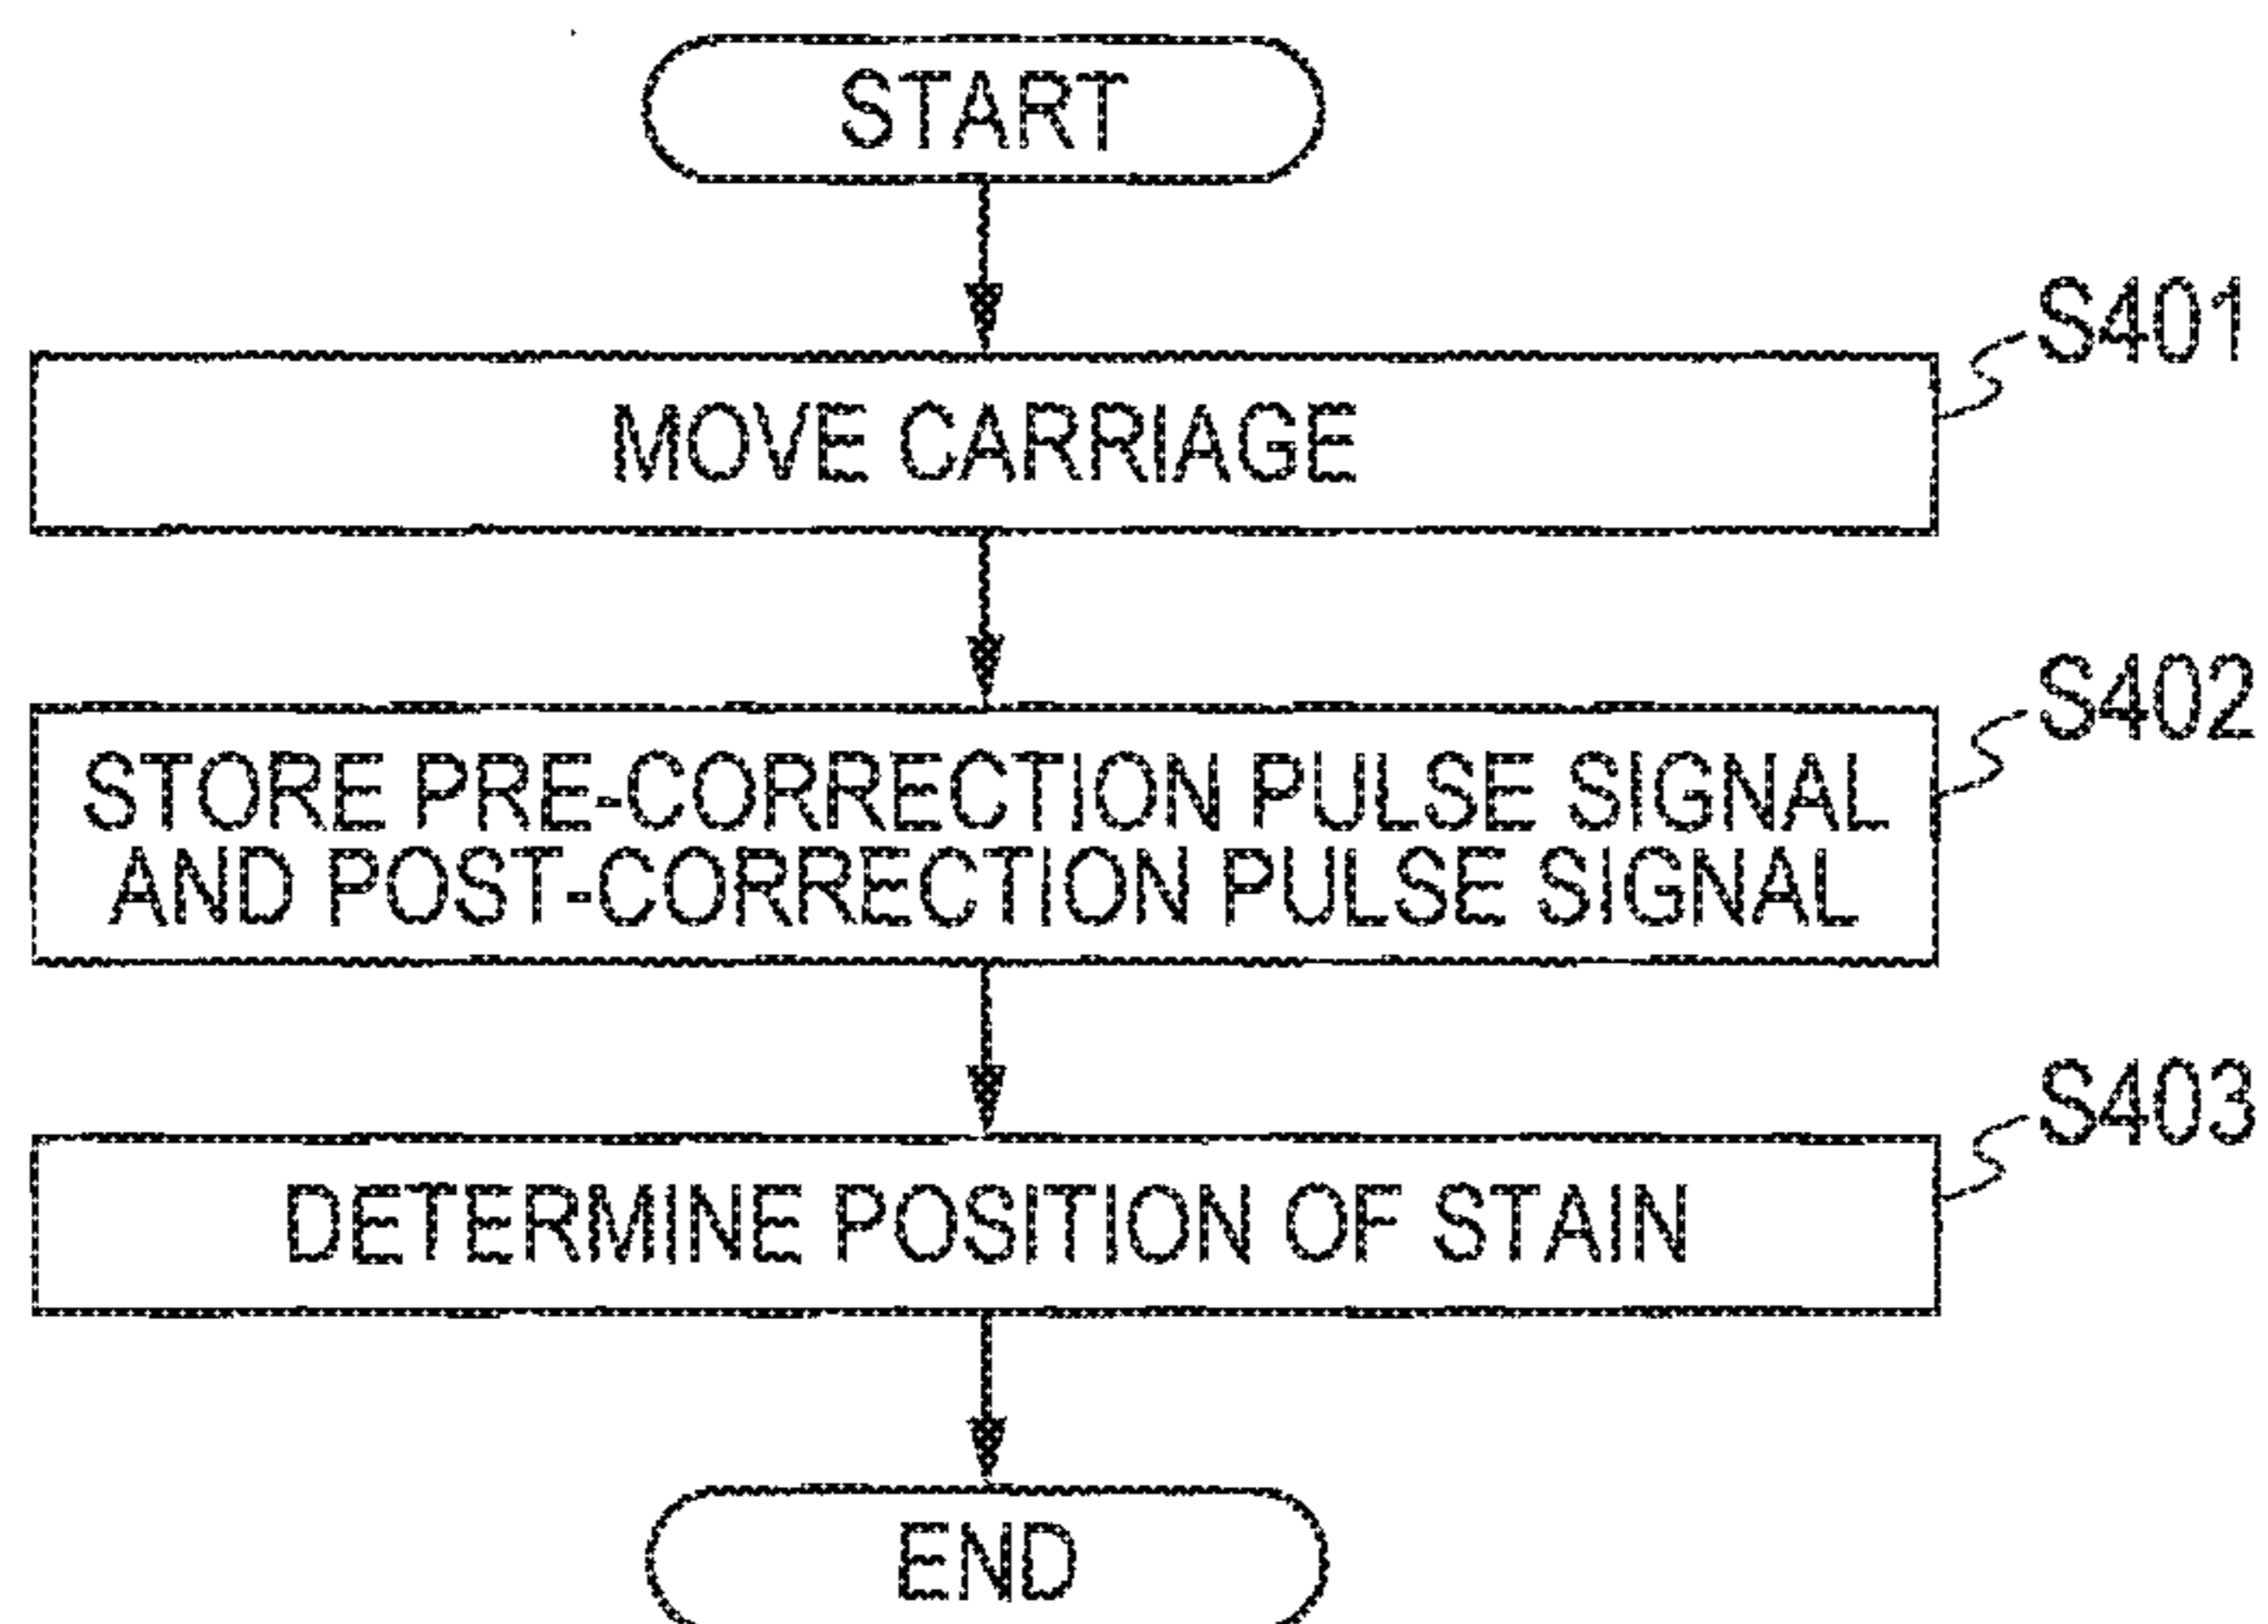 START
S401
MOVE CARRIAGE
S402
STORE PRE-CORRECTION PULSE SIGNAL
AND POST-CORRECTION PULSE SIGNAL
S403
DETERMINE POSITION OF STAIN
END